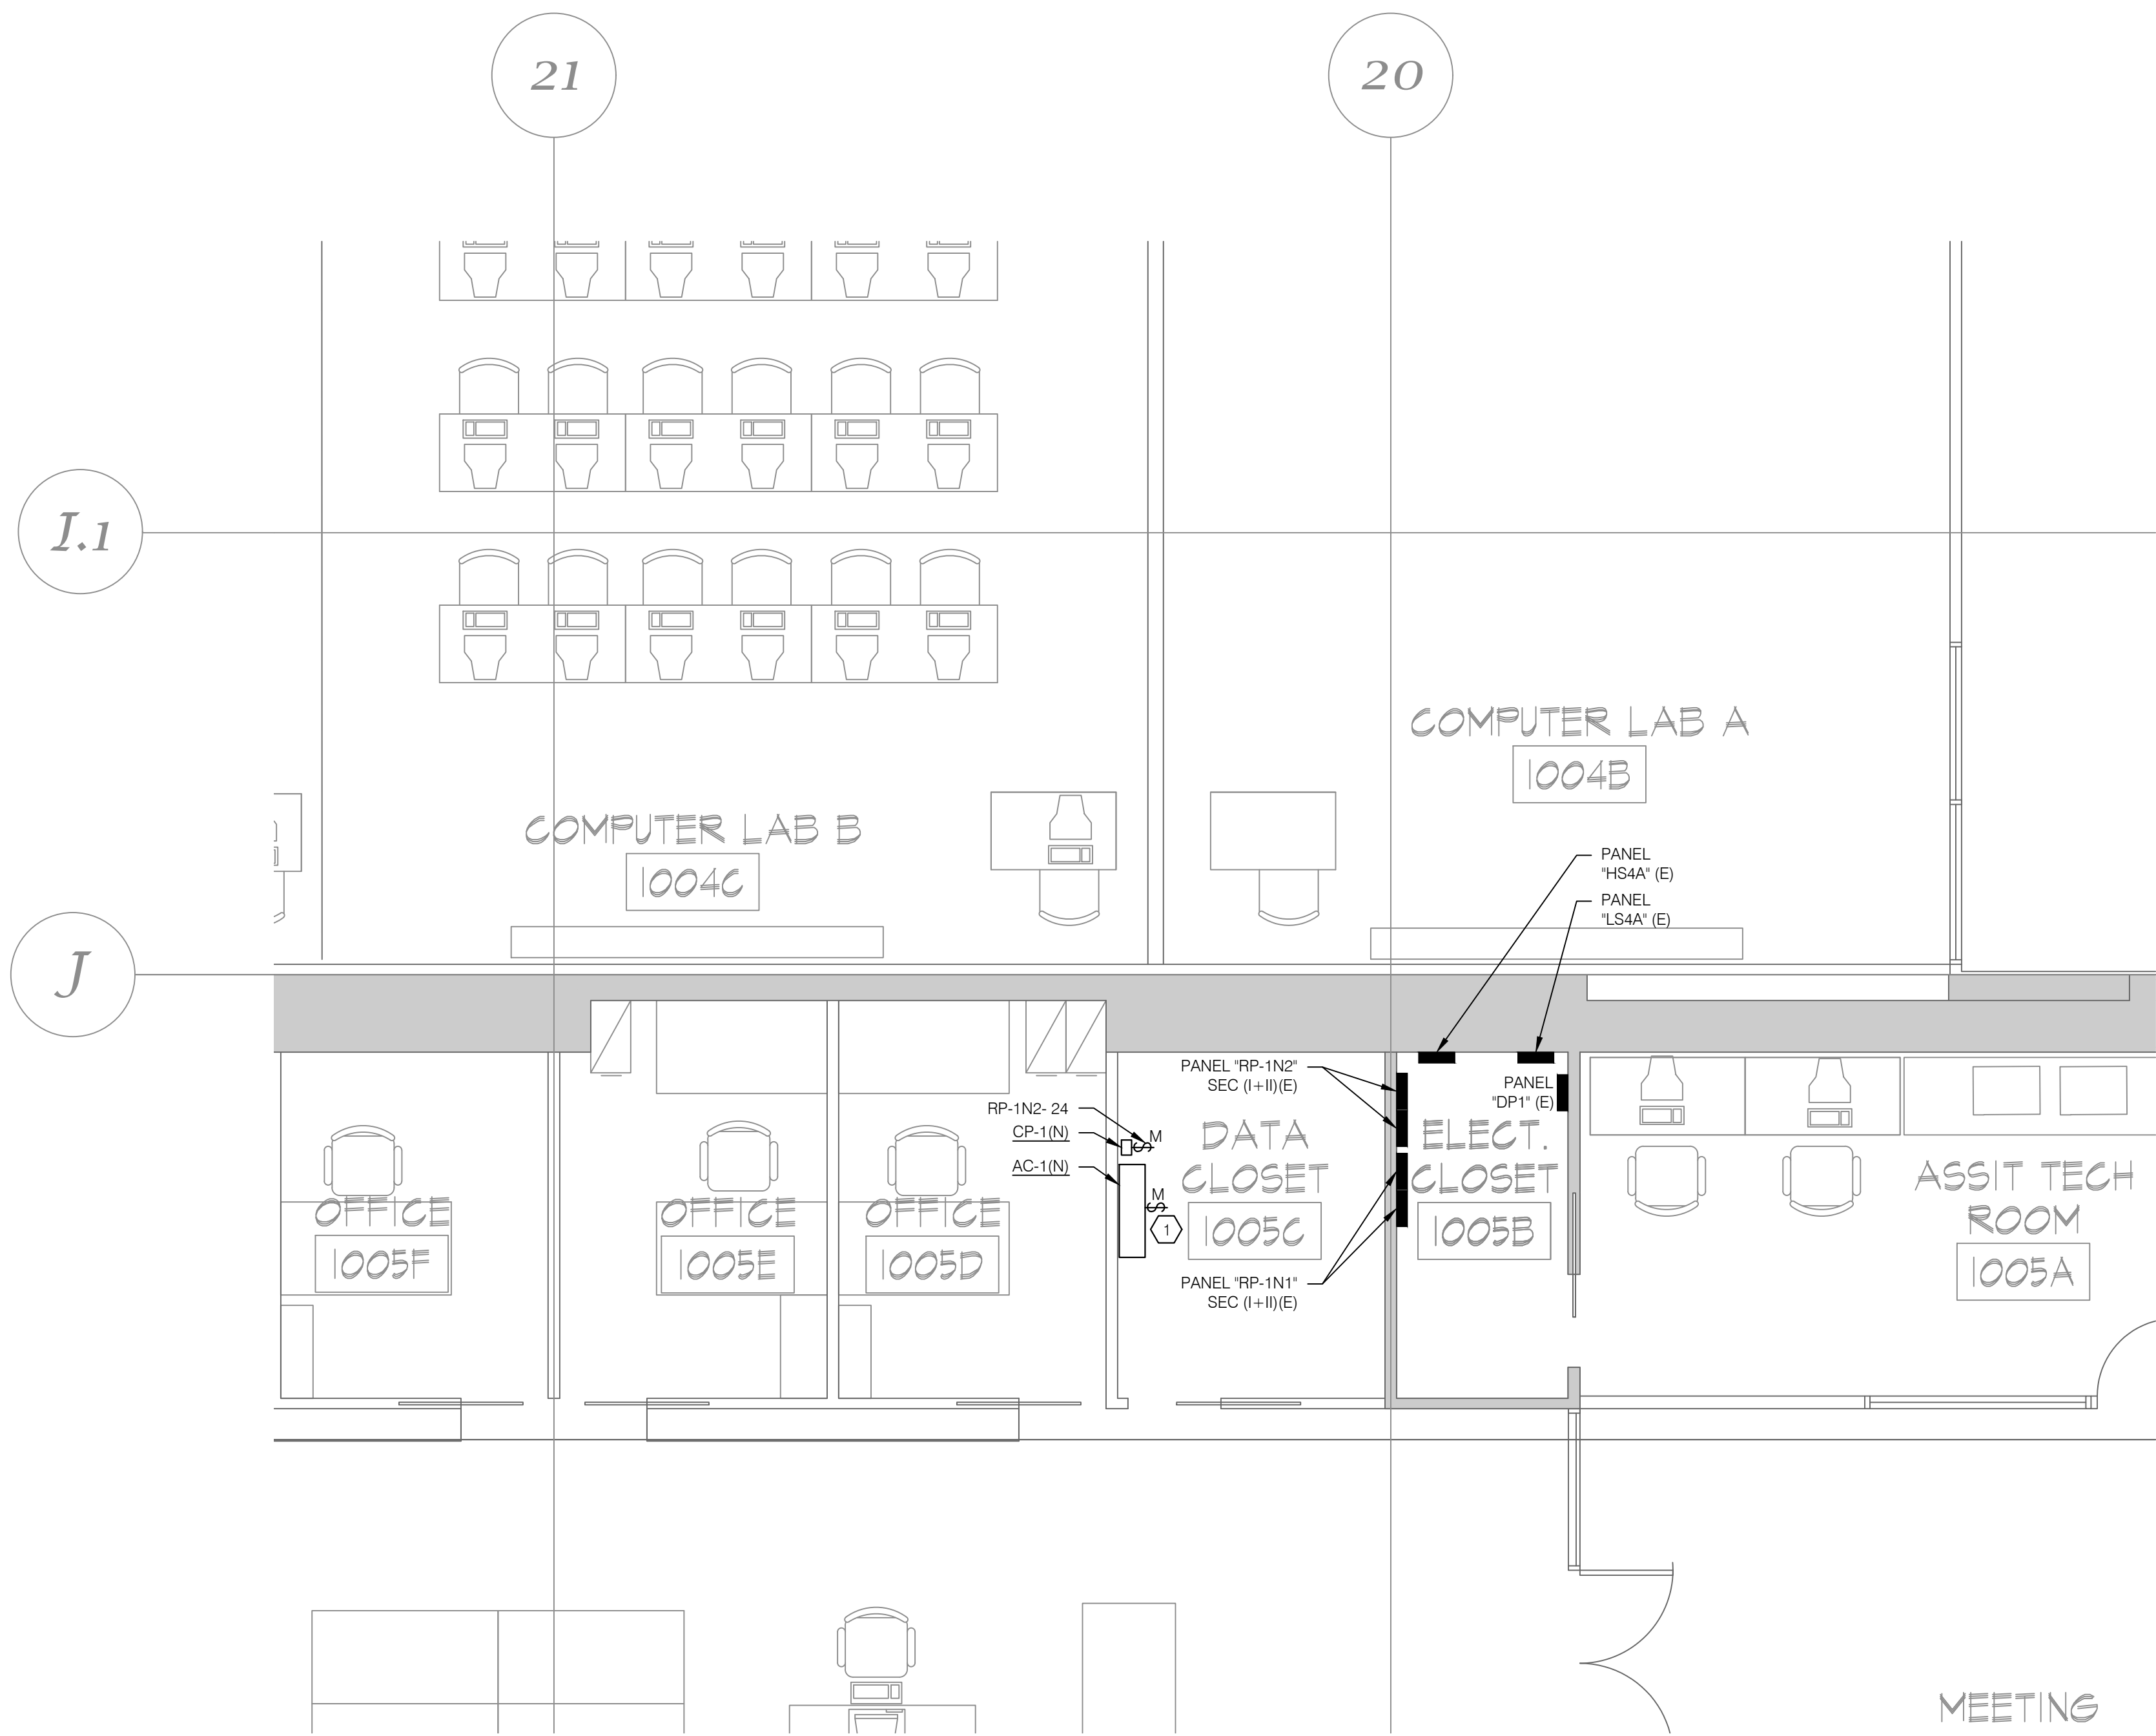 21
20
J.1
COMPUTER LAB A
1004B
COMPUTER LAB B
1004C
PANEL
"HS4A" (E)
PANEL
"LS4A" (E)
J
PANEL "RP-1N2"
SEC (I+II)(E)
PANEL
"DP1" (E)
RP-1N2- 24
CP-1(N)
AC-1(N)
M
M
1
DATA
CLOSET
1005C
ELECT.
CLOSET
1005B
PANEL "RP-1N1"
SEC (I+II)(E)
ASSIT TECH
ROOM
1005A
OFFICE
1005F
OFFICE
1005E
OFFICE
1005D
MEETING